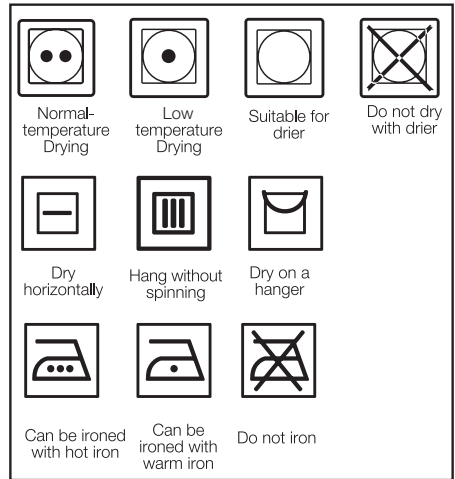 Normal-
temperature
Drying
Low
temperature
Drying
Suitable for
drier
Do not dry
with drier
Dry
horizontally
Hang without
spinning
Dry on a
hanger
Can be ironed
with hot iron
Can be
ironed with
warm iron
Do not iron